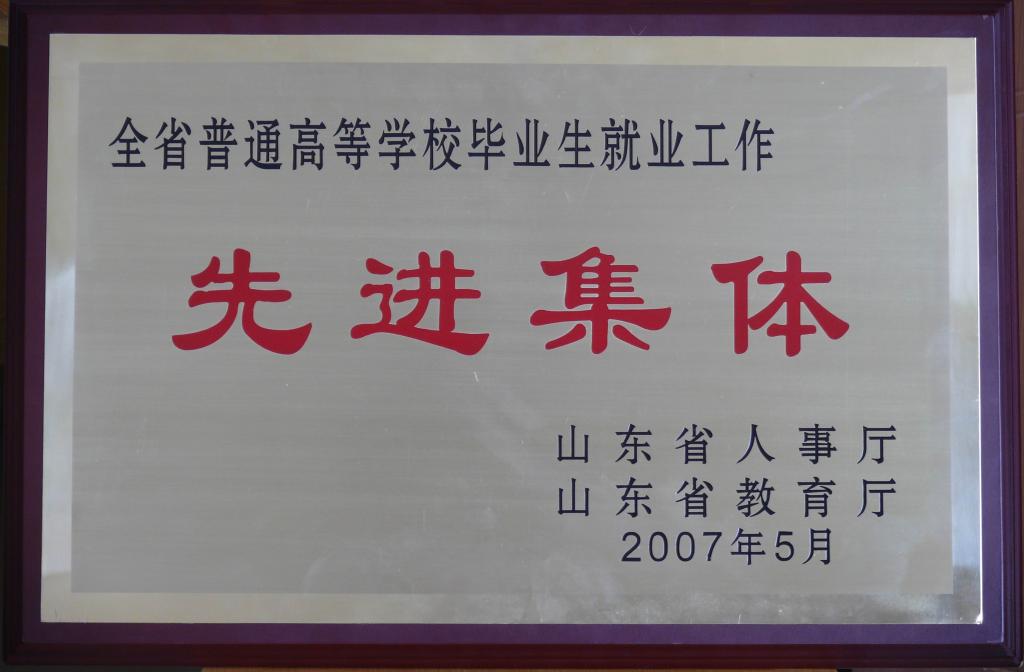 全省普通高等学校毕业生就业工作
先进集体
山东省人事厅
山东省教育厅
2007年5月